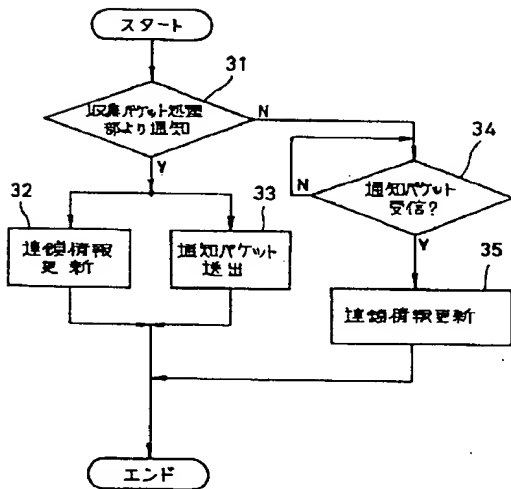 スタート
31
収集パケット処理
部より通知
N
Y
34
通知パケット
受信?
N
Y
32
連鎖情報
更新
33
通知パケット
送出
35
連鎖情報更新
エンド